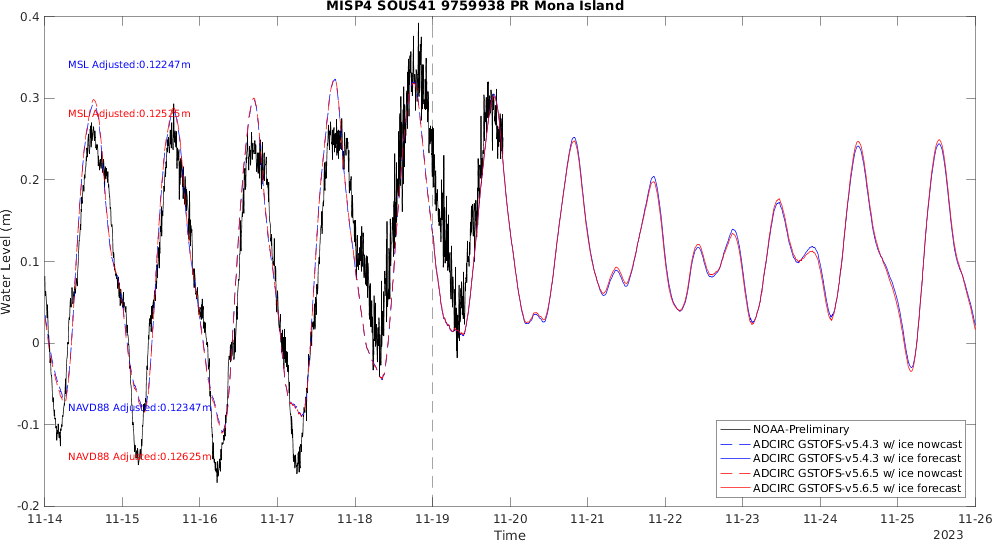 MISP4 SOUS41 9759938 PR Mona Island
0.4
MSL Adjusted:0.12247m
0.3
MSL Adjusted:0.12525m
0.2
Water Level (m)
0.1
0
NAVD88 Adjusted:0.12347m
-0.1
NAVD88 Adjusted:0.12625m
-0.2
NOAA-Preliminary
ADCIRC GSTOFS-v5.4.3 w/ ice nowcast
ADCIRC GSTOFS-v5.4.3 w/ ice forecast
ADCIRC GSTOFS-v5.6.5 w/ ice nowcast
ADCIRC GSTOFS-v5.6.5 w/ ice forecast
11-14 11-15 11-16 11-17 11-18 11-19 11-20 11-21 11-22 11-23 11-24 11-25 11-26
Time
2023